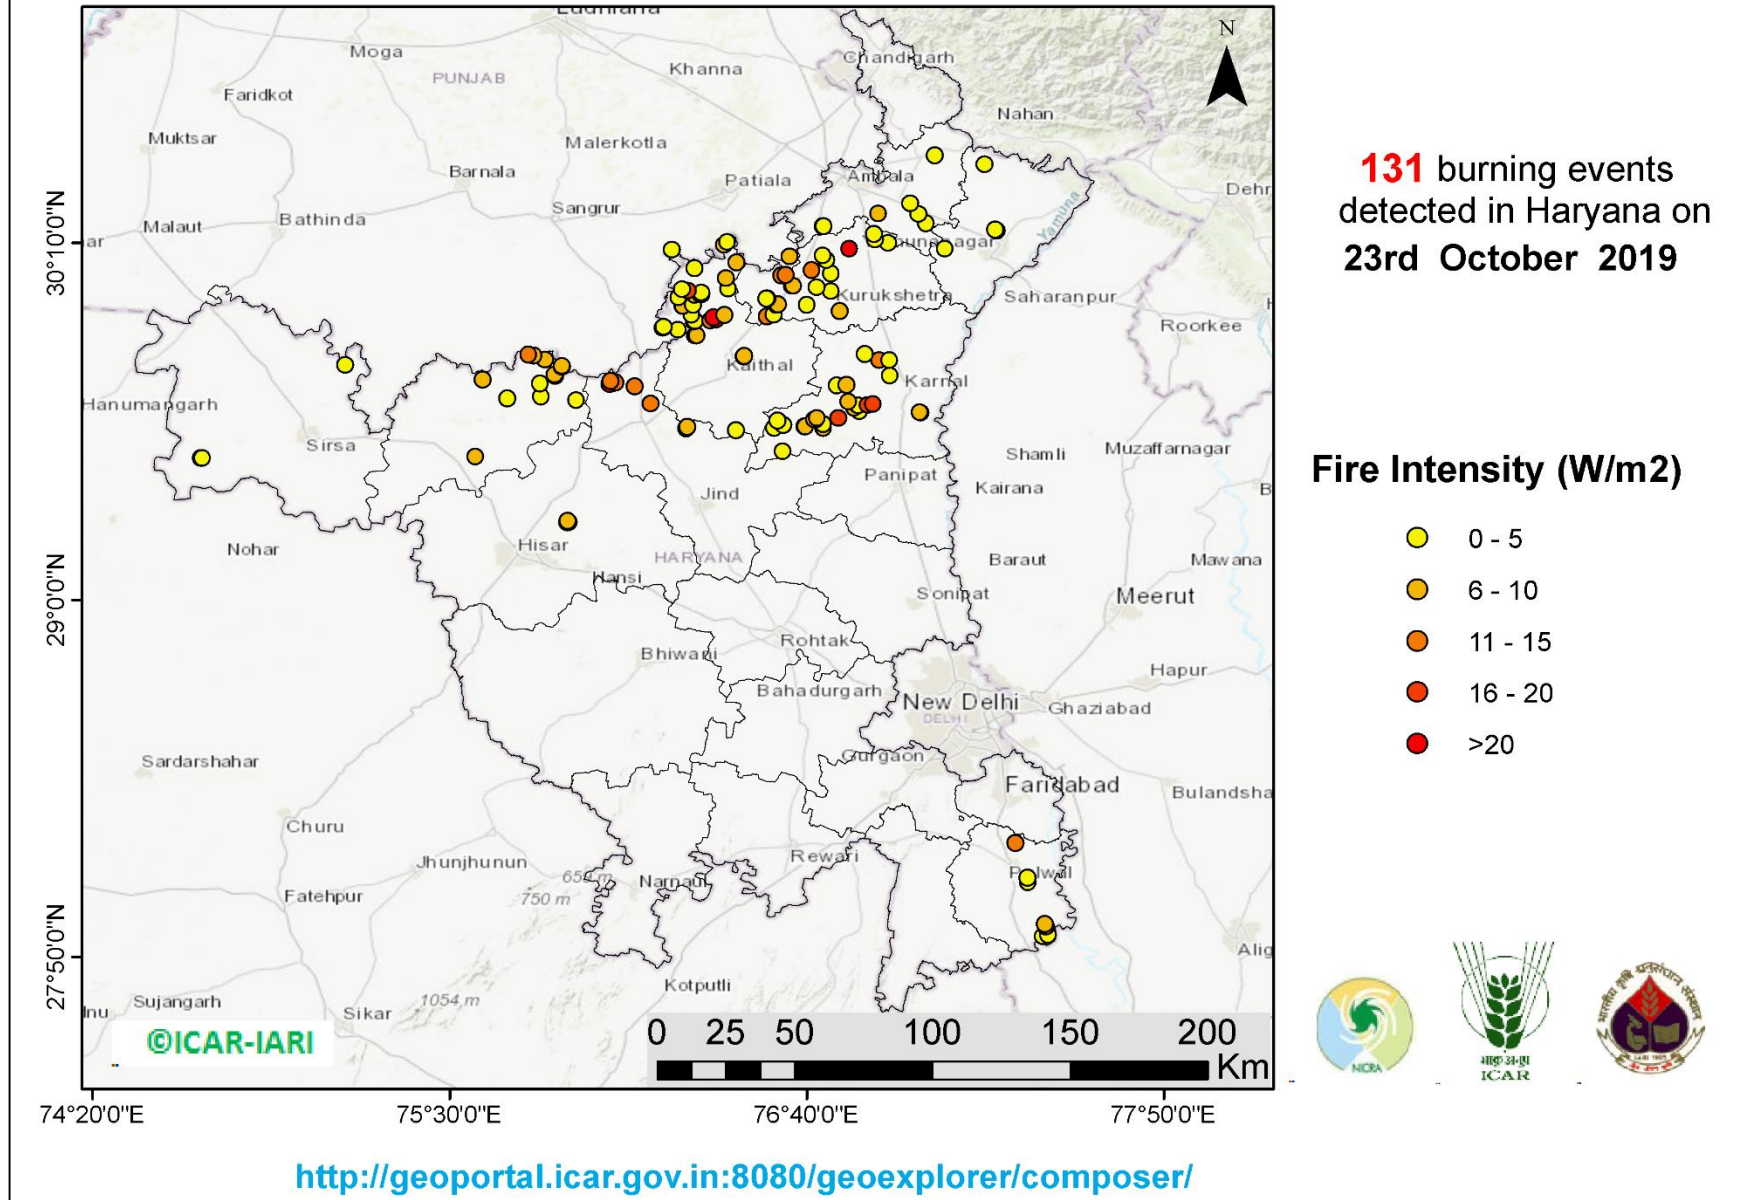 Moga
Khanna
Chandigarh
PUNJAB
Faridkot
Nahan
Muktsar
Malerkotla
Barnala
Patiala
Ambala
Sangrur
Malaut
Bathinda
Yamuna
Kurukshetra
Saharanpur
Roorkee
Kaithal
Karnal
Hanumangarh
Sirsa
Shamli
Muzaffarnagar
Panipat
Kairana
Jind
Nohar
Hisar
HARYANA
Baraut
Mawana
Hansi
Sonipat
Meerut
Rohtak
Bhiwani
Hapur
Bahadurgarh
New Delhi
DELHI
Ghaziabad
Sardarshahar
Gurgaon
Faridabad
Bulandsha
Churu
Jhunjhunun
Rewari
Narnaul
Palwal
Fatehpur
750 m
Kotputli
Sujangarh
Sikar
1054 m
N
30°10'0"N
29°0'0"N
27°50'0"N
74°20'0"E
75°30'0"E
76°40'0"E
77°50'0"E
0 25 50 100 150 200
Km
©ICAR-IARI
131 burning events
detected in Haryana on
23rd October 2019
Fire Intensity (W/m2)
0 - 5
6 - 10
11 - 15
16 - 20
>20
NICRA
भाकृअनुप
ICAR
http://geoportal.icar.gov.in:8080/geoexplorer/composer/